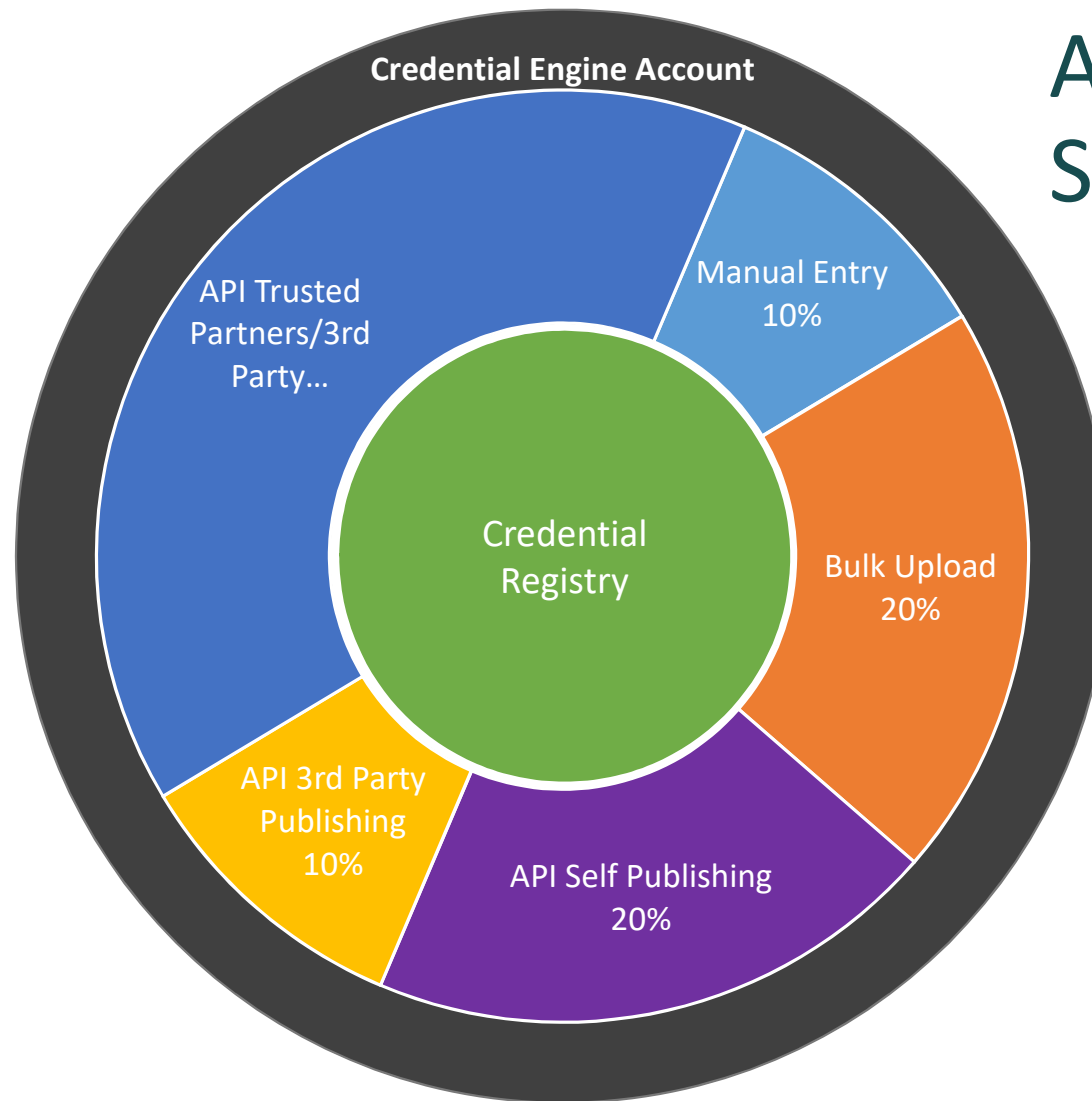 Credential Engine Account
A
S
API Trusted
Partners/3rd
Party...
Manual Entry
10%
Credential
Registry
Bulk Upload
20%
API 3rd Party
Publishing
10%
API Self Publishing
20%